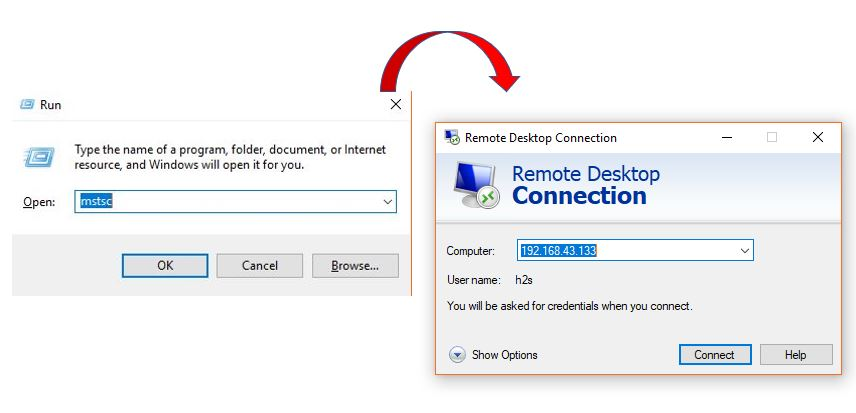 Run
Type the name of a program, folder, document, or Internet
resource, and Windows will open it for you.
Open: mstsc
OK Cancel Browse...
Remote Desktop Connection
Remote Desktop
Connection
Computer: 192.168.43.133
User name: h2s
You will be asked for credentials when you connect.
Show Options Connect Help